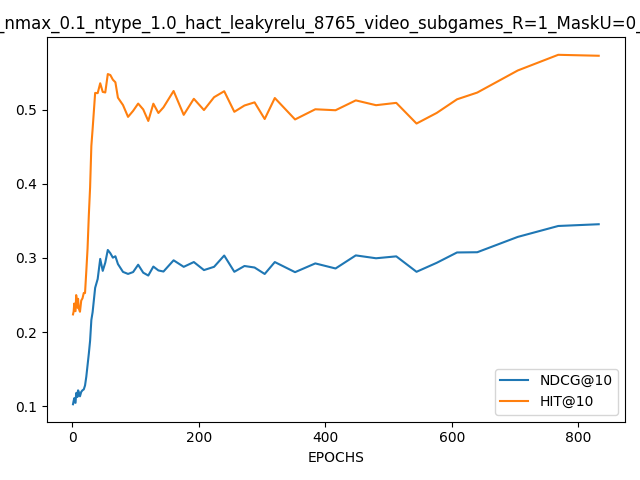 _nmax_0.1_ntype_1.0_hact_leakyrelu_8765_video_subgames_R=1_MaskU=0_
0.5
0.4
0.3
0.2
0.1
NDCG@10
HIT@10
0 200 400 600 800
EPOCHS